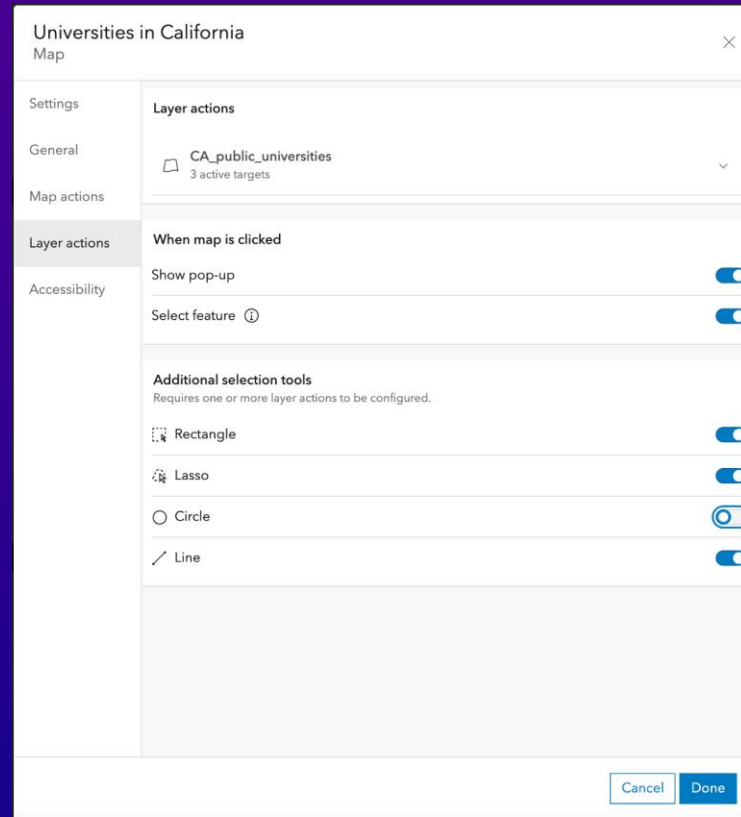 Universities in California
Map
Settings
General
Map actions
Layer actions
Accessibility
Layer actions
CA_public_universities
3 active targets
When map is clicked
Show pop-up
Select feature
Additional selection tools
Requires one or more layer actions to be configured.
Rectangle
Lasso
Circle
Line
Cancel
Done